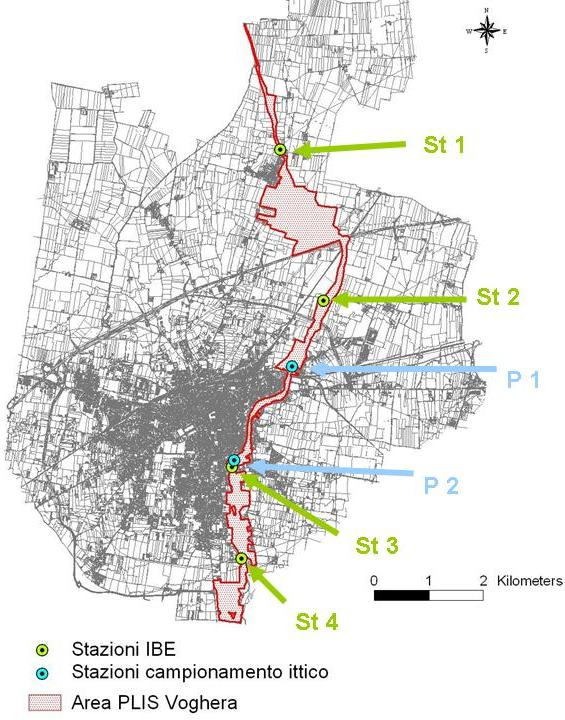 N
W E
S
St 1
St 2
P 1
P 2
St 3
St 4
0 1 2 Kilometers
Stazioni IBE
Stazioni campionamento ittico
Area PLIS Voghera